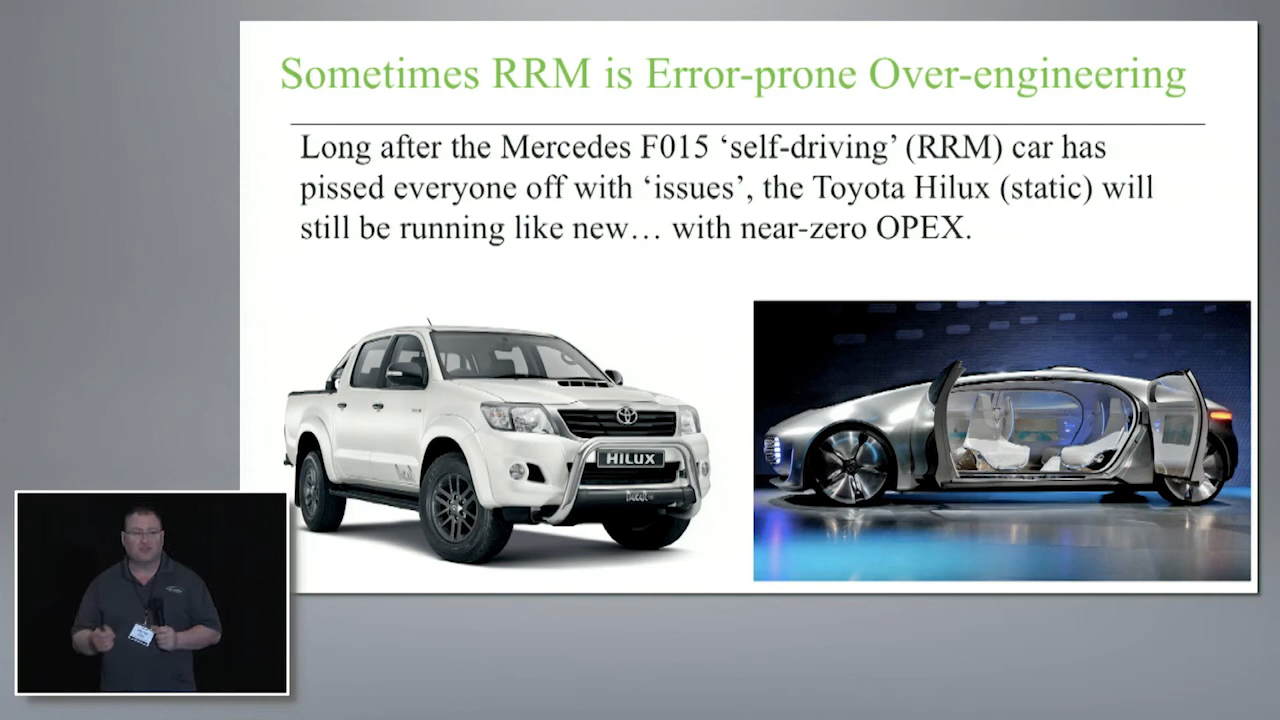 Sometimes RRM is Error-prone Over-engineering
Long after the Mercedes F015 ‘self-driving’ (RRM) car has
pissed everyone off with ‘issues’, the Toyota Hilux (static) will
still be running like new… with near-zero OPEX.
HILUX